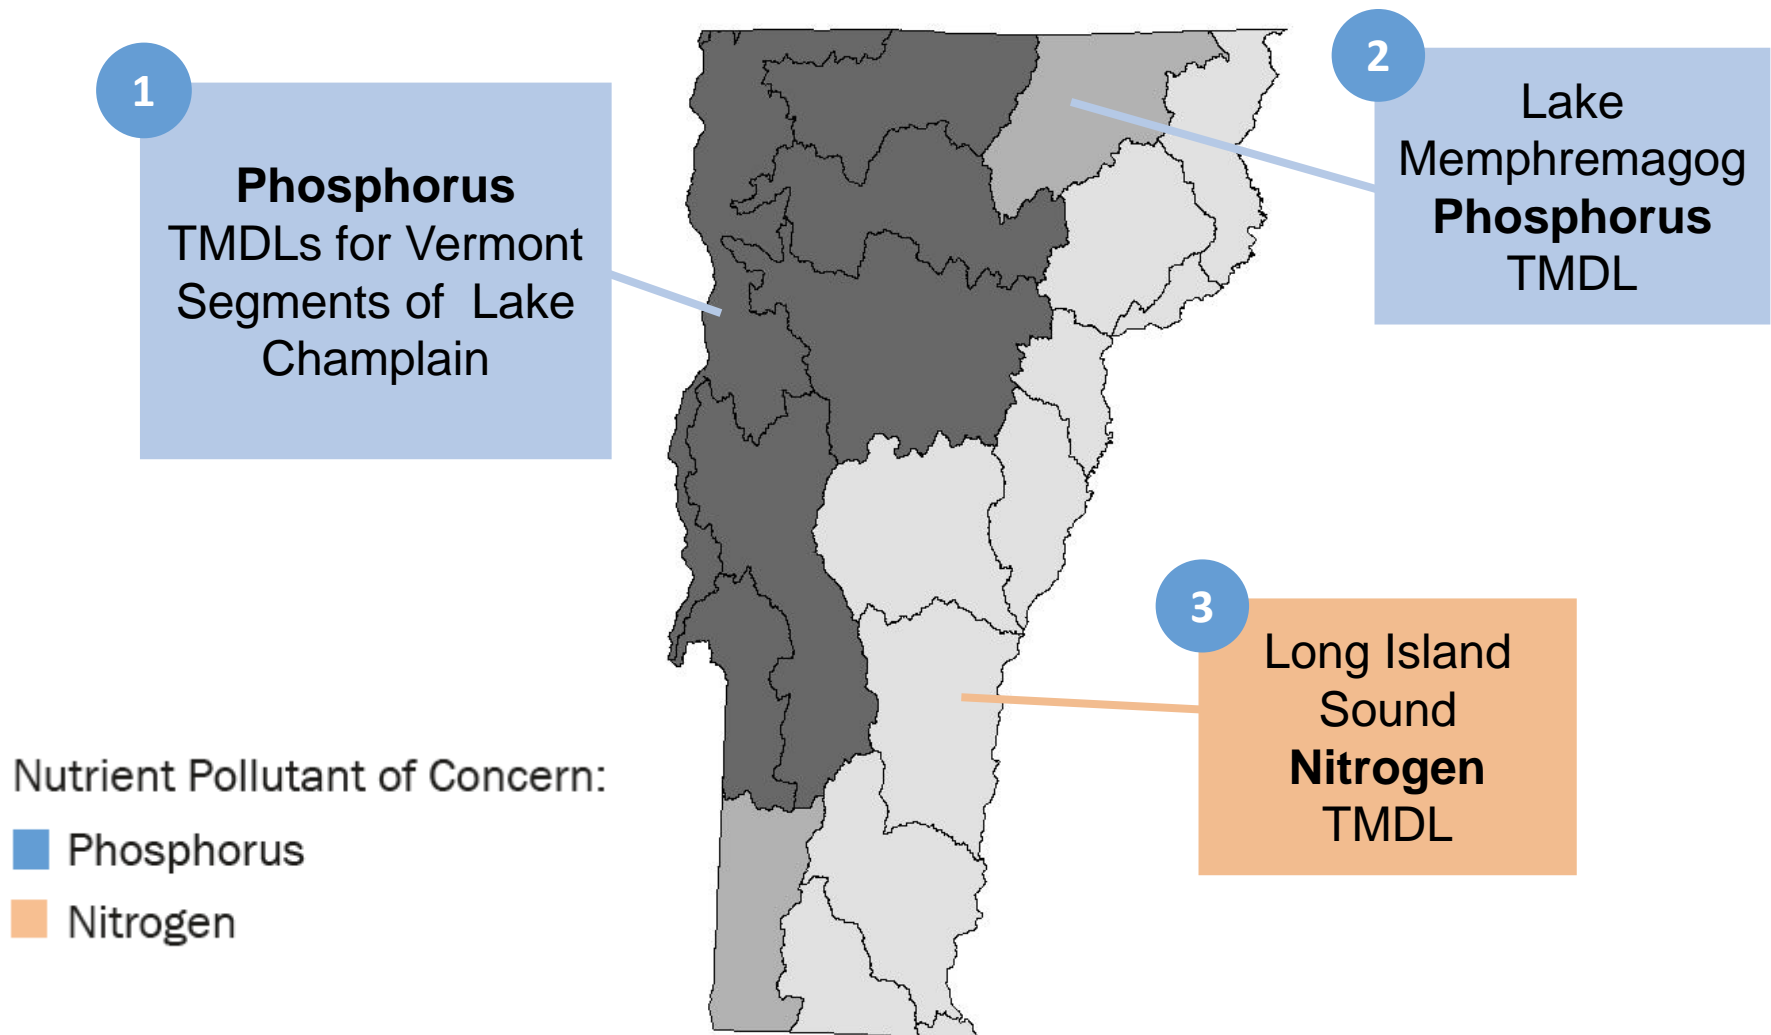 1
Phosphorus
TMDLs for Vermont
Segments of Lake
Champlain
2
Lake
Memphremagog
Phosphorus
TMDL
3
Long Island
Sound
Nitrogen
TMDL
Nutrient Pollutant of Concern:
Phosphorus
Nitrogen